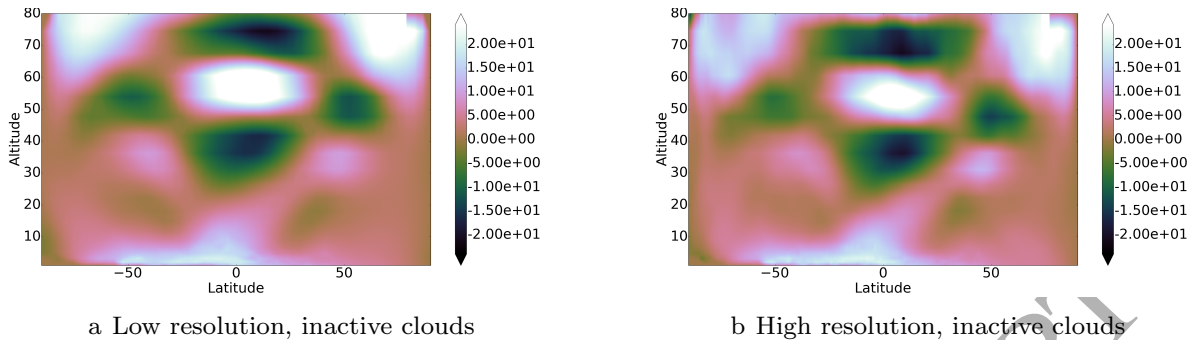 80
70
60
50
40
30
20
10
Altitude
−50
0
50
Latitude
2.00e+01
1.50e+01
1.00e+01
5.00e+00
0.00e+00
-5.00e+00
-1.00e+01
-1.50e+01
-2.00e+01
a Low resolution, inactive clouds
80
70
60
50
40
30
20
10
Altitude
−50
0
50
Latitude
2.00e+01
1.50e+01
1.00e+01
5.00e+00
0.00e+00
-5.00e+00
-1.00e+01
-1.50e+01
-2.00e+01
b High resolution, inactive clouds